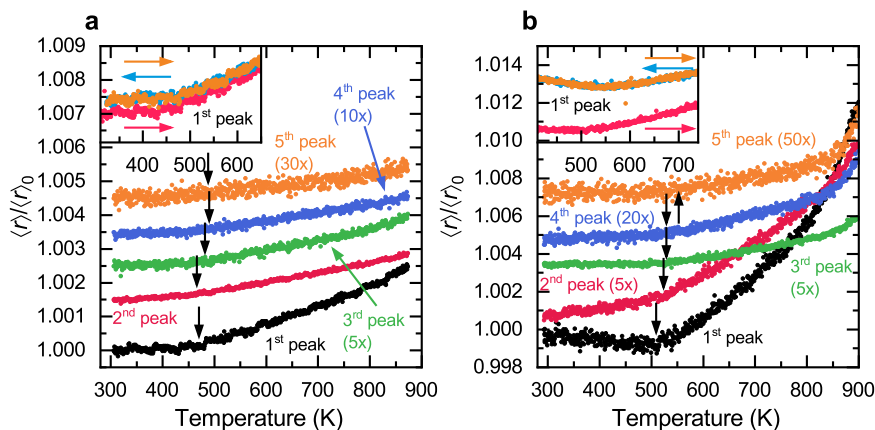 a
1.009
1.008
1.007
1.006
1.005
1.004
1.003
1.002
1.001
1.000
⟨r⟩/⟨r⟩0
1st peak
400 500 600
4th peak
(10x)
5th peak
(30x)
2nd peak
3rd peak
(5x)
1st peak
300 400 500 600 700 800 900
Temperature (K)
b
1.014
1.012
1.010
1.008
1.006
1.004
1.002
1.000
0.998
⟨r⟩/⟨r⟩0
1st peak
500 600 700
5th peak (50x)
4th peak (20x)
2nd peak (5x)
3rd peak
(5x)
1st peak
300 400 500 600 700 800 900
Temperature (K)